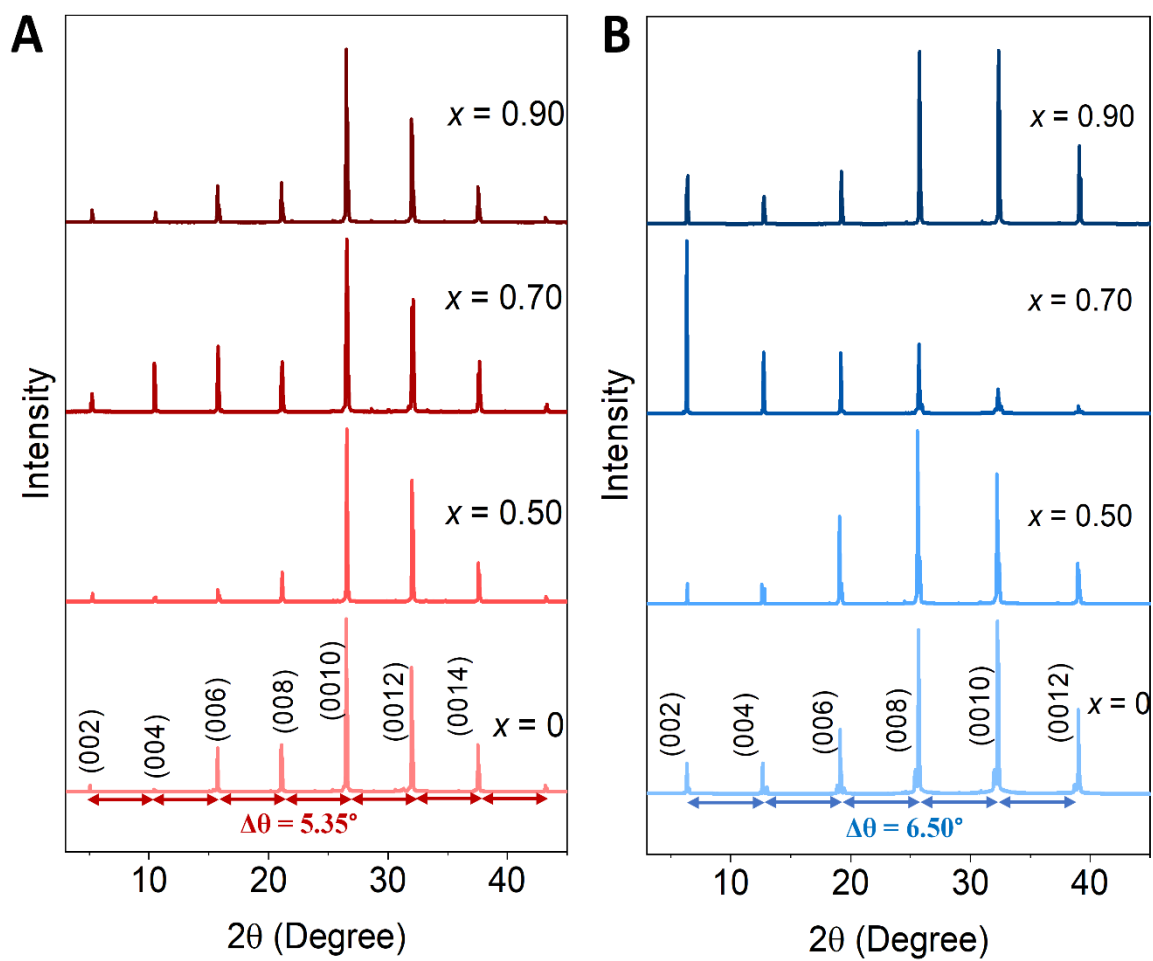 A
x = 0.90
x = 0.70
x = 0.50
x = 0
(002)
(004)
(006)
(008)
(0010)
(0012)
(0014)
Δθ = 5.35°
10
20
30
40
2θ (Degree)
Intensity
Intensity
B
x = 0.90
x = 0.70
x = 0.50
x = 0
(002)
(004)
(006)
(008)
(0010)
(0012)
Δθ = 6.50°
10
20
30
40
2θ (Degree)
Intensity
Intensity